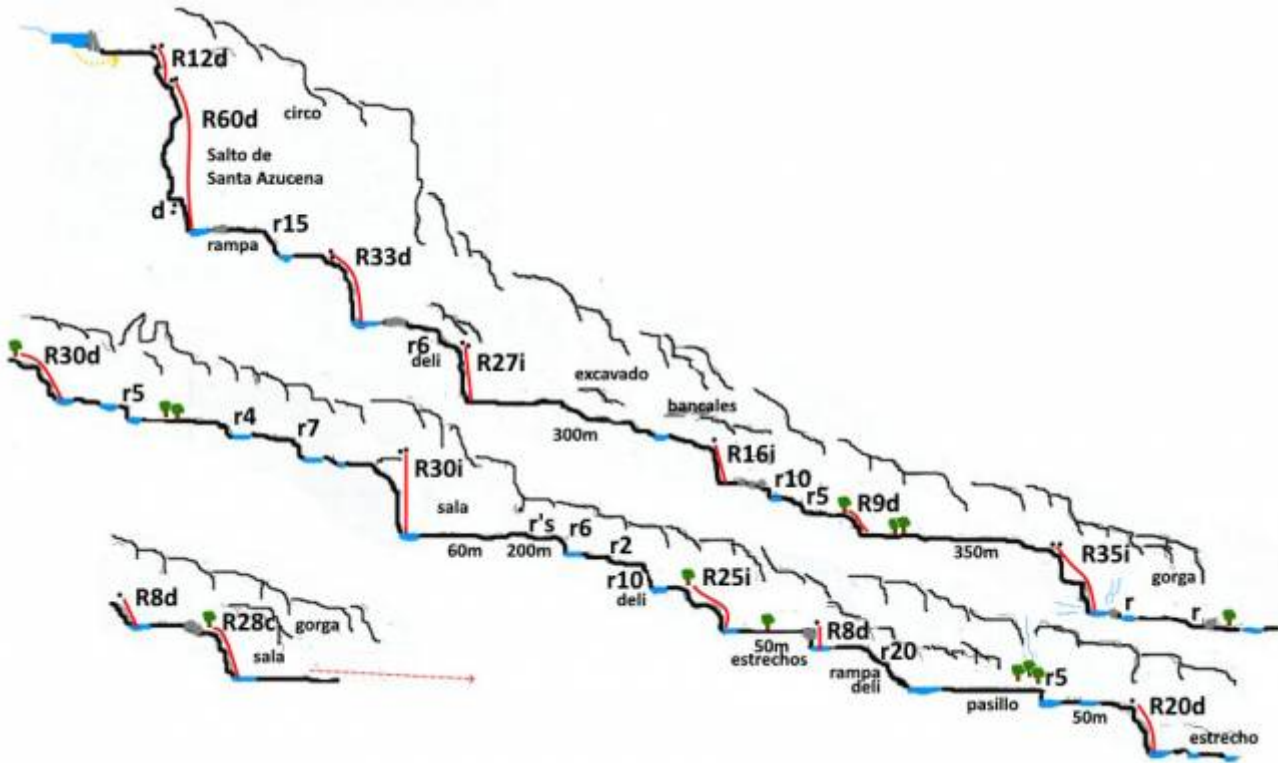 R12d
R60d
circo
Salto de
Santa Azucena
d
r15
rampa
R33d
r6
deli
R27i
excavado
bancales
300m
R16i
r10
r5
R9d
350m
R35i
gorga
r
r
R30d
r5
r4
r7
R30i
sala
60m
200m
r's
r6
r2
r10
deli
R25i
50m
estrechos
R8d
r20
rampa
deli
pasillo
r5
50m
R20d
estrecho
R8d
R28c
gorga
sala